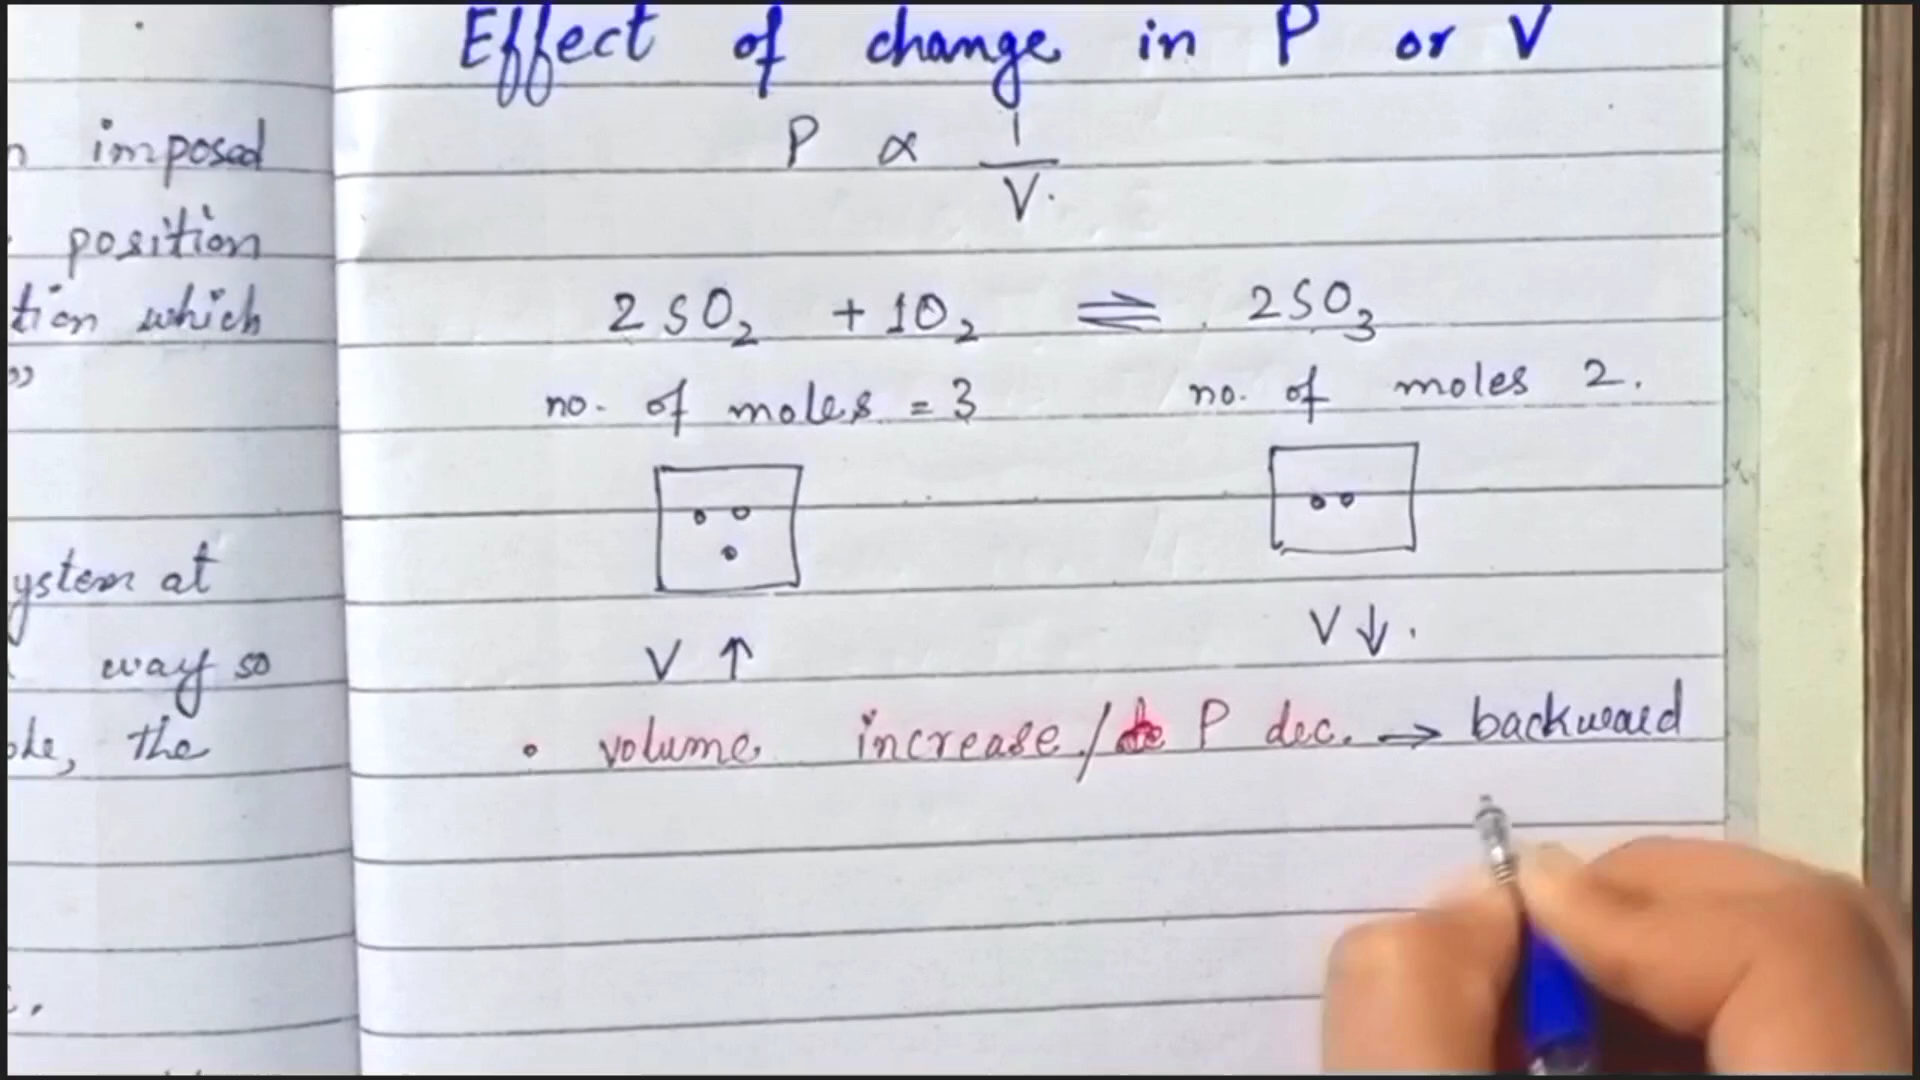 Effect of change in P or V
P ∝ 1/V.
2SO₂ + 1O₂ ⇌ 2SO₃
no. of moles = 3
no. of moles 2.
V ↑
V ↓.
• volume increase / P dec. → backward
imposed
position
tion which
”
ystem at
way so
the